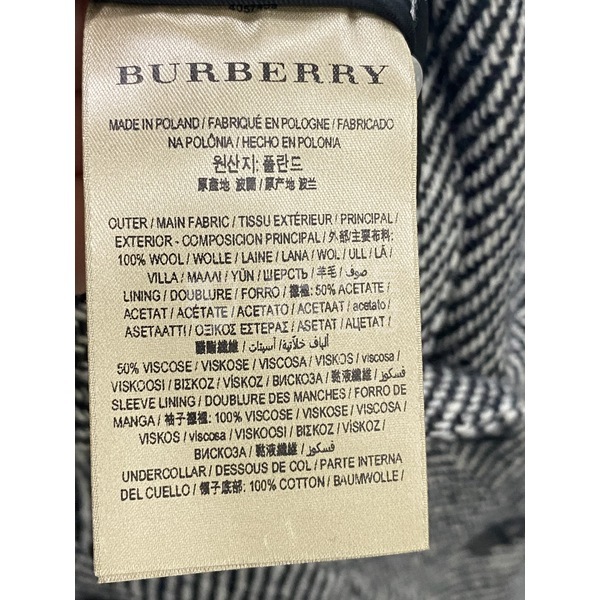 BURBERRY
MADE IN POLAND / FABRIQUÉ EN POLOGNE / FABRICADO
NA POLÔNIA / HECHO EN POLONIA
원산지: 폴란드
原產地 波蘭 / 原产地 波兰
OUTER / MAIN FABRIC / TISSU EXTÉRIEUR / PRINCIPAL /
EXTERIOR - COMPOSICION PRINCIPAL / 外部/主要布料:
100% WOOL / WOLLE / LAINE / LANA / WOL / ULL / LÃ /
VILLA / ΜΑΛΛΙ / YÜN / ШЕРСТЬ / 羊毛 / صوف /
LINING / DOUBLURE / FORRO / 襯裡: 50% ACETATE /
ACETAT / ACÉTATE / ACETATO / ACETAAT / acetato /
ASETAATTI / ΟΞΙΚΟΣ ΕΣΤΕΡΑΣ / ASETAT / АЦЕТАТ /
醋酯纖維 / ألياف خلاتية / أسيتات /
50% VISCOSE / VISKOSE / VISCOSA / VISKOS / viscosa /
VISKOOSI / ΒΙΣΚΟΖ / VİSKOZ / ВИСКОЗА / 黏液纖維 / فسكوز /
SLEEVE LINING / DOUBLURE DES MANCHES / FORRO DE
MANGA / 袖子襯裡: 100% VISCOSE / VISKOSE / VISCOSA /
VISKOS / viscosa / VISKOOSI / ΒΙΣΚΟΖ / VİSKOZ /
ВИСКОЗА / 黏液纖維 / فسكوز /
UNDERCOLLAR / DESSOUS DE COL / PARTE INTERNA
DEL CUELLO / 領子底部: 100% COTTON / BAUMWOLLE /